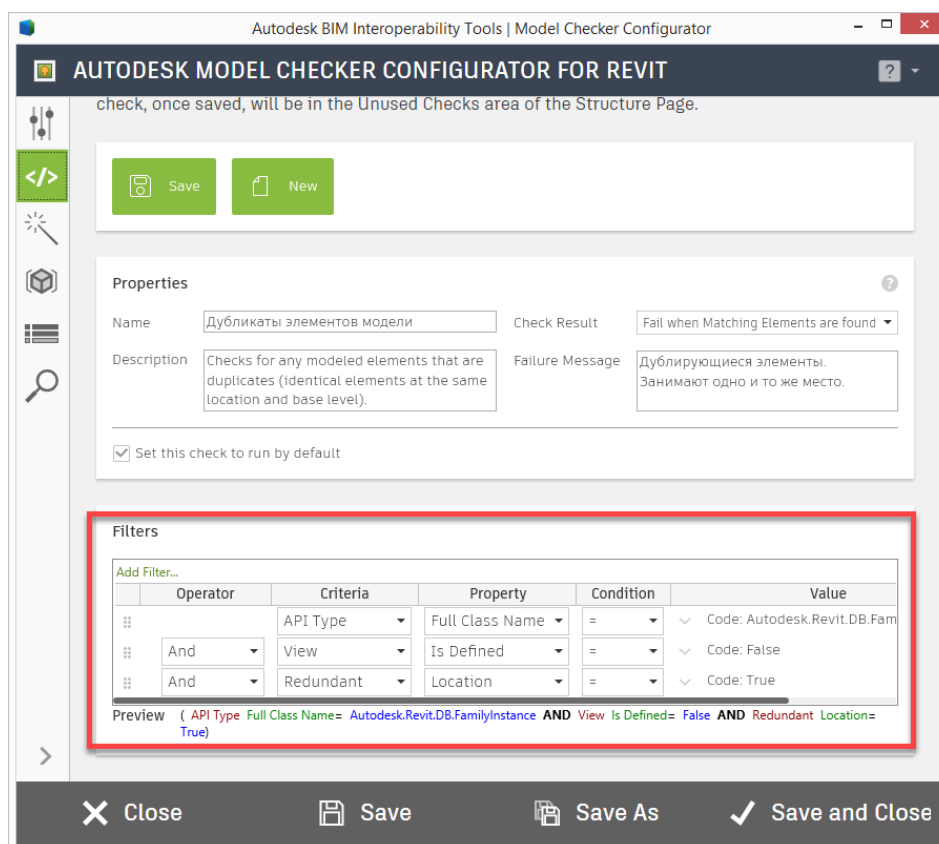 Autodesk BIM Interoperability Tools | Model Checker Configurator
AUTODESK MODEL CHECKER CONFIGURATOR FOR REVIT
?
check, once saved, will be in the Unused Checks area of the Structure Page.
</>
Save
New
Properties
?
Name
Дубликаты элементов модели
Check Result
Fail when Matching Elements are found
Description
Checks for any modeled elements that are
duplicates (identical elements at the same
location and base level).
Failure Message
Дублирующиеся элементы.
Занимают одно и то же место.
Set this check to run by default
Filters
Add Filter...
Operator Criteria Property Condition Value
API Type Full Class Name = Code: Autodesk.Revit.DB.Fam
And View Is Defined = Code: False
And Redundant Location = Code: True
Preview ( API Type Full Class Name= Autodesk.Revit.DB.FamilyInstance AND View Is Defined= False AND Redundant Location=
True)
Close Save Save As Save and Close